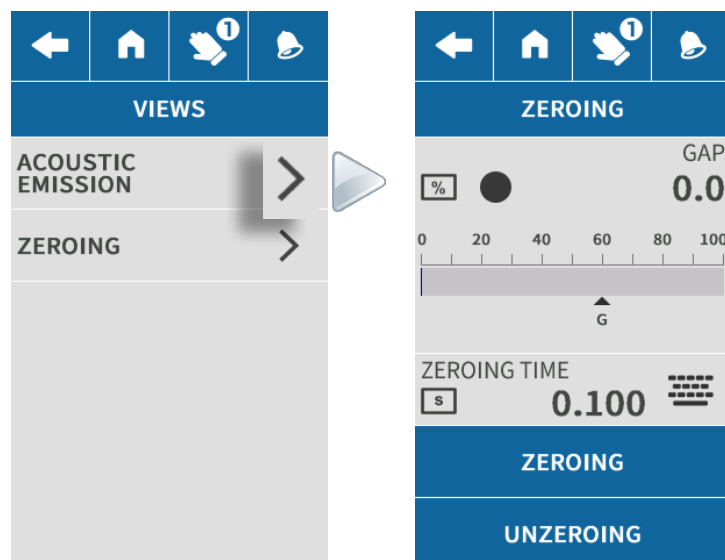 1
VIEWS
ACOUSTIC
EMISSION
ZEROING
1
ZEROING
GAP
% 0.0
0 20 40 60 80 100
G
ZEROING TIME
s 0.100
ZEROING
UNZEROING